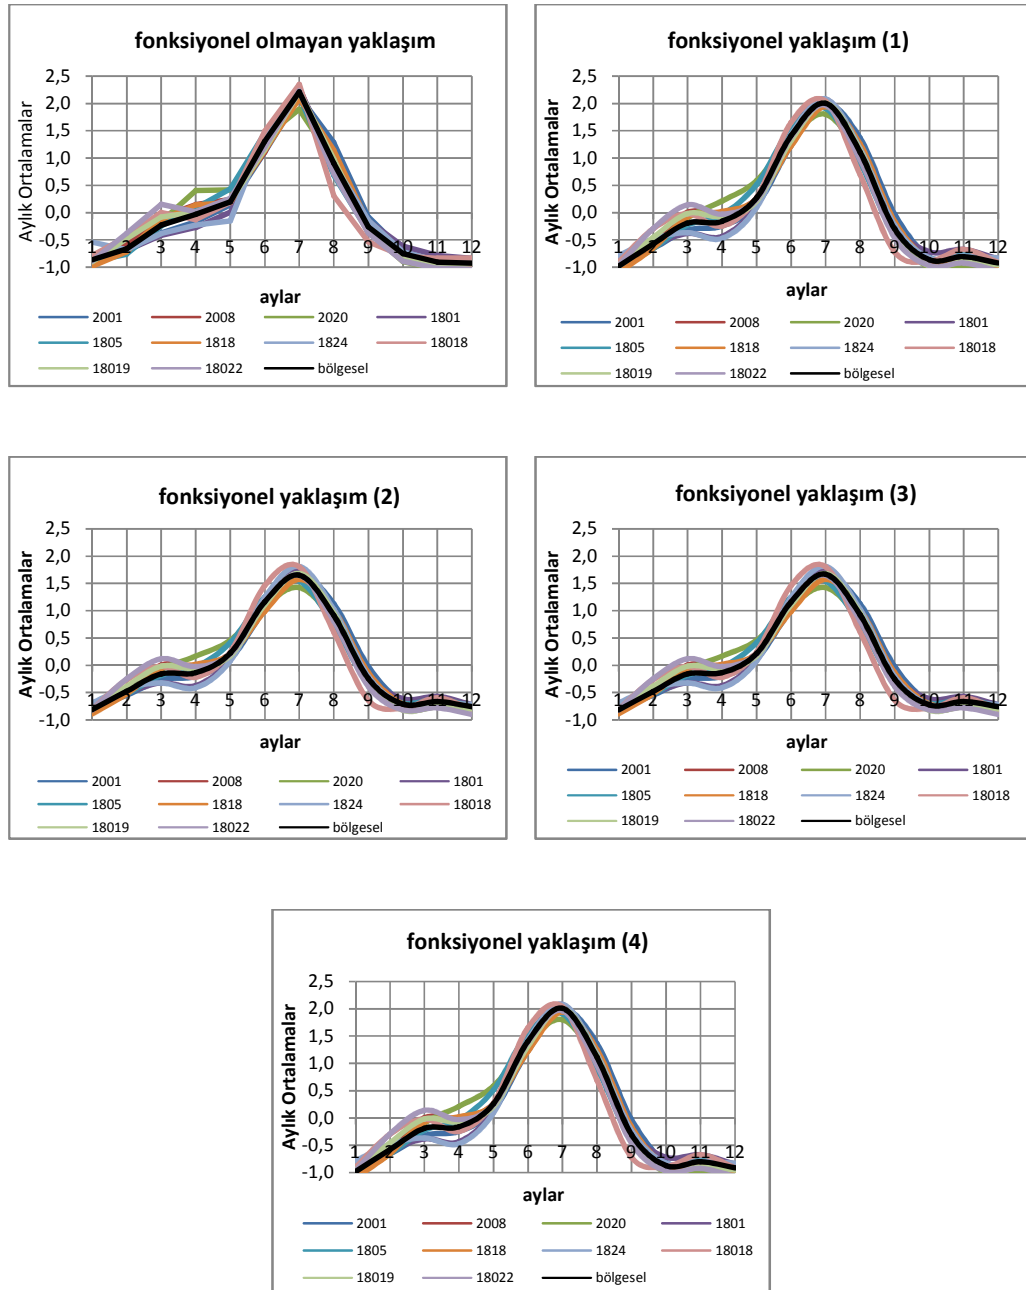 fonksiyonel olmayan yaklaşım
2,5
2,0
1,5
1,0
0,5
0,0
-0,5
-1,0
Aylık Ortalamalar
1 2 3 4 5 6 7 8 9 10 11 12
aylar
2001 2008 2020 1801
1805 1818 1824 18018
18019 18022 bölgesel
fonksiyonel yaklaşım (1)
2,5
2,0
1,5
1,0
0,5
0,0
-0,5
-1,0
Aylık Ortalamalar
1 2 3 4 5 6 7 8 9 10 11 12
aylar
2001 2008 2020 1801
1805 1818 1824 18018
18019 18022 bölgesel
fonksiyonel yaklaşım (2)
2,5
2,0
1,5
1,0
0,5
0,0
-0,5
-1,0
Aylık Ortalamalar
1 2 3 4 5 6 7 8 9 10 11 12
aylar
2001 2008 2020 1801
1805 1818 1824 18018
18019 18022 bölgesel
fonksiyonel yaklaşım (3)
2,5
2,0
1,5
1,0
0,5
0,0
-0,5
-1,0
Aylık Ortalamalar
1 2 3 4 5 6 7 8 9 10 11 12
aylar
2001 2008 2020 1801
1805 1818 1824 18018
18019 18022 bölgesel
fonksiyonel yaklaşım (4)
2,5
2,0
1,5
1,0
0,5
0,0
-0,5
-1,0
Aylık Ortalamalar
1 2 3 4 5 6 7 8 9 10 11 12
aylar
2001 2008 2020 1801
1805 1818 1824 18018
18019 18022 bölgesel